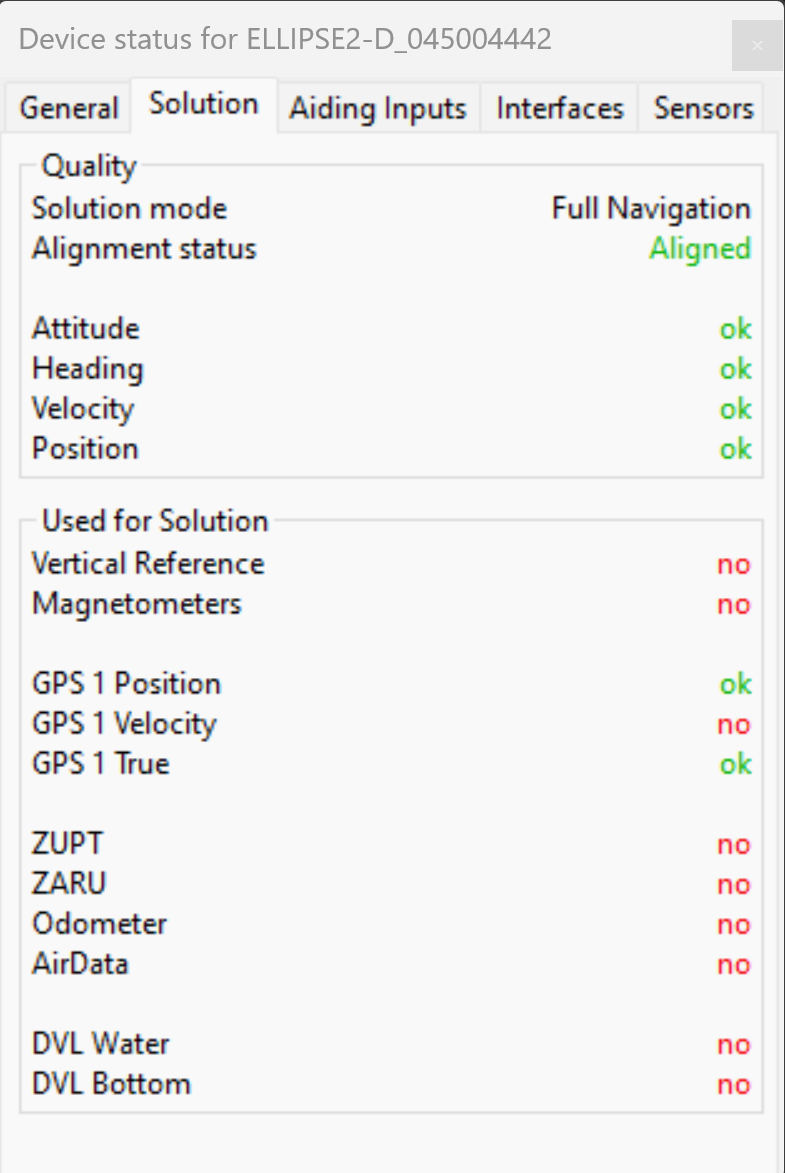 Device status for ELLIPSE2-D_045004442
×
General Solution Aiding Inputs Interfaces Sensors
Quality
Solution mode Full Navigation
Alignment status Aligned
Attitude ok
Heading ok
Velocity ok
Position ok
Used for Solution
Vertical Reference no
Magnetometers no
GPS 1 Position ok
GPS 1 Velocity no
GPS 1 True ok
ZUPT no
ZARU no
Odometer no
AirData no
DVL Water no
DVL Bottom no